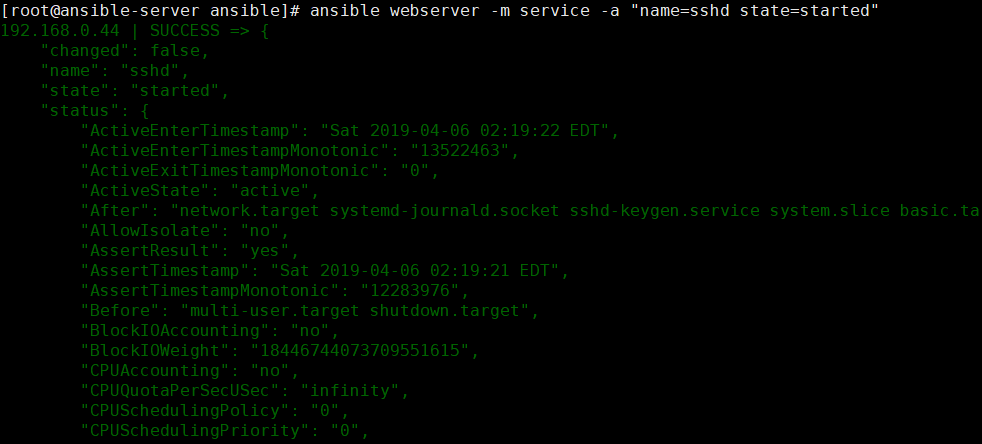 [root@ansible-server ansible]# ansible webserver -m service -a "name=sshd state=started"
192.168.0.44 | SUCCESS => {
    "changed": false,
    "name": "sshd",
    "state": "started",
    "status": {
        "ActiveEnterTimestamp": "Sat 2019-04-06 02:19:22 EDT",
        "ActiveEnterTimestampMonotonic": "13522463",
        "ActiveExitTimestampMonotonic": "0",
        "ActiveState": "active",
        "After": "network.target systemd-journald.socket sshd-keygen.service system.slice basic.ta
        "AllowIsolate": "no",
        "AssertResult": "yes",
        "AssertTimestamp": "Sat 2019-04-06 02:19:21 EDT",
        "AssertTimestampMonotonic": "12283976",
        "Before": "multi-user.target shutdown.target",
        "BlockIOAccounting": "no",
        "BlockIOWeight": "18446744073709551615",
        "CPUAccounting": "no",
        "CPUQuotaPerSecUSec": "infinity",
        "CPUSchedulingPolicy": "0",
        "CPUSchedulingPriority": "0",